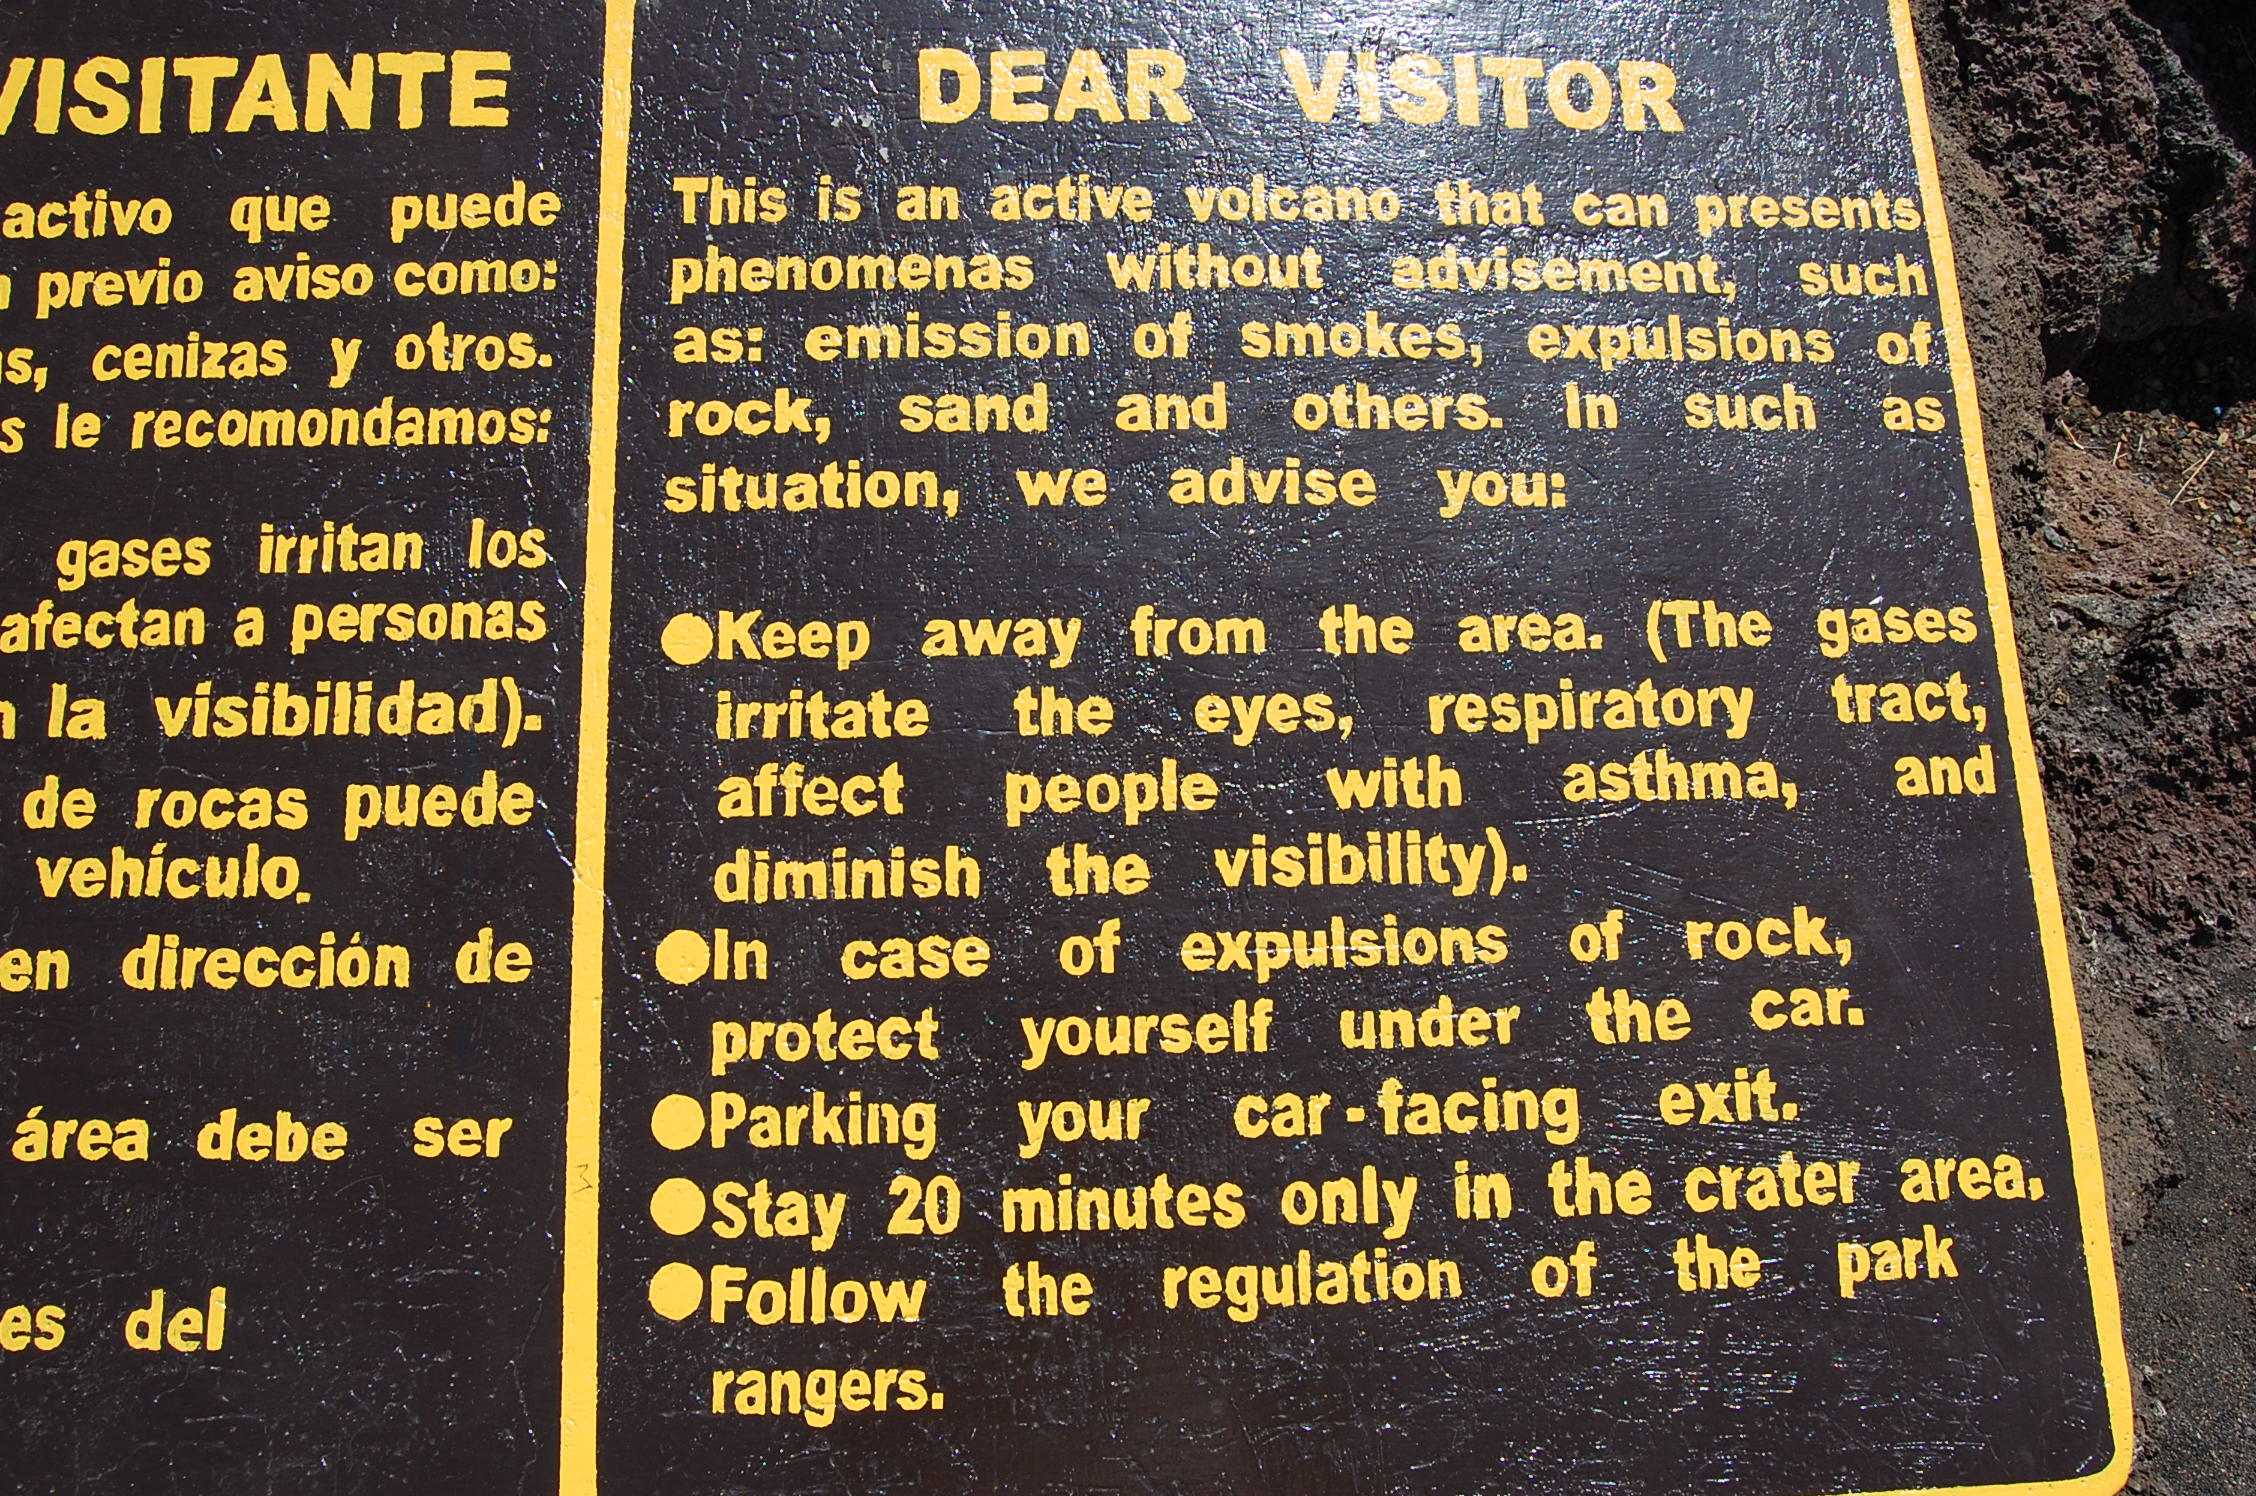 VISITANTE
activo que puede
previo aviso como:
cenizas y otros.
le recomondamos:
gases irritan los
afectan a personas
la visibilidad).
de rocas puede
vehículo.
en dirección de
área debe ser
del
DEAR VISITOR
This is an active volcano that can presents
phenomenas without advisement, such
as: emission of smokes, expulsions of
rock, sand and others. In such as
situation, we advise you:
●Keep away from the area. (The gases
irritate the eyes, respiratory tract,
affect people with asthma, and
diminish the visibility).
●In case of expulsions of rock,
protect yourself under the car.
●Parking your car-facing exit.
●Stay 20 minutes only in the crater area.
●Follow the regulation of the park
rangers.